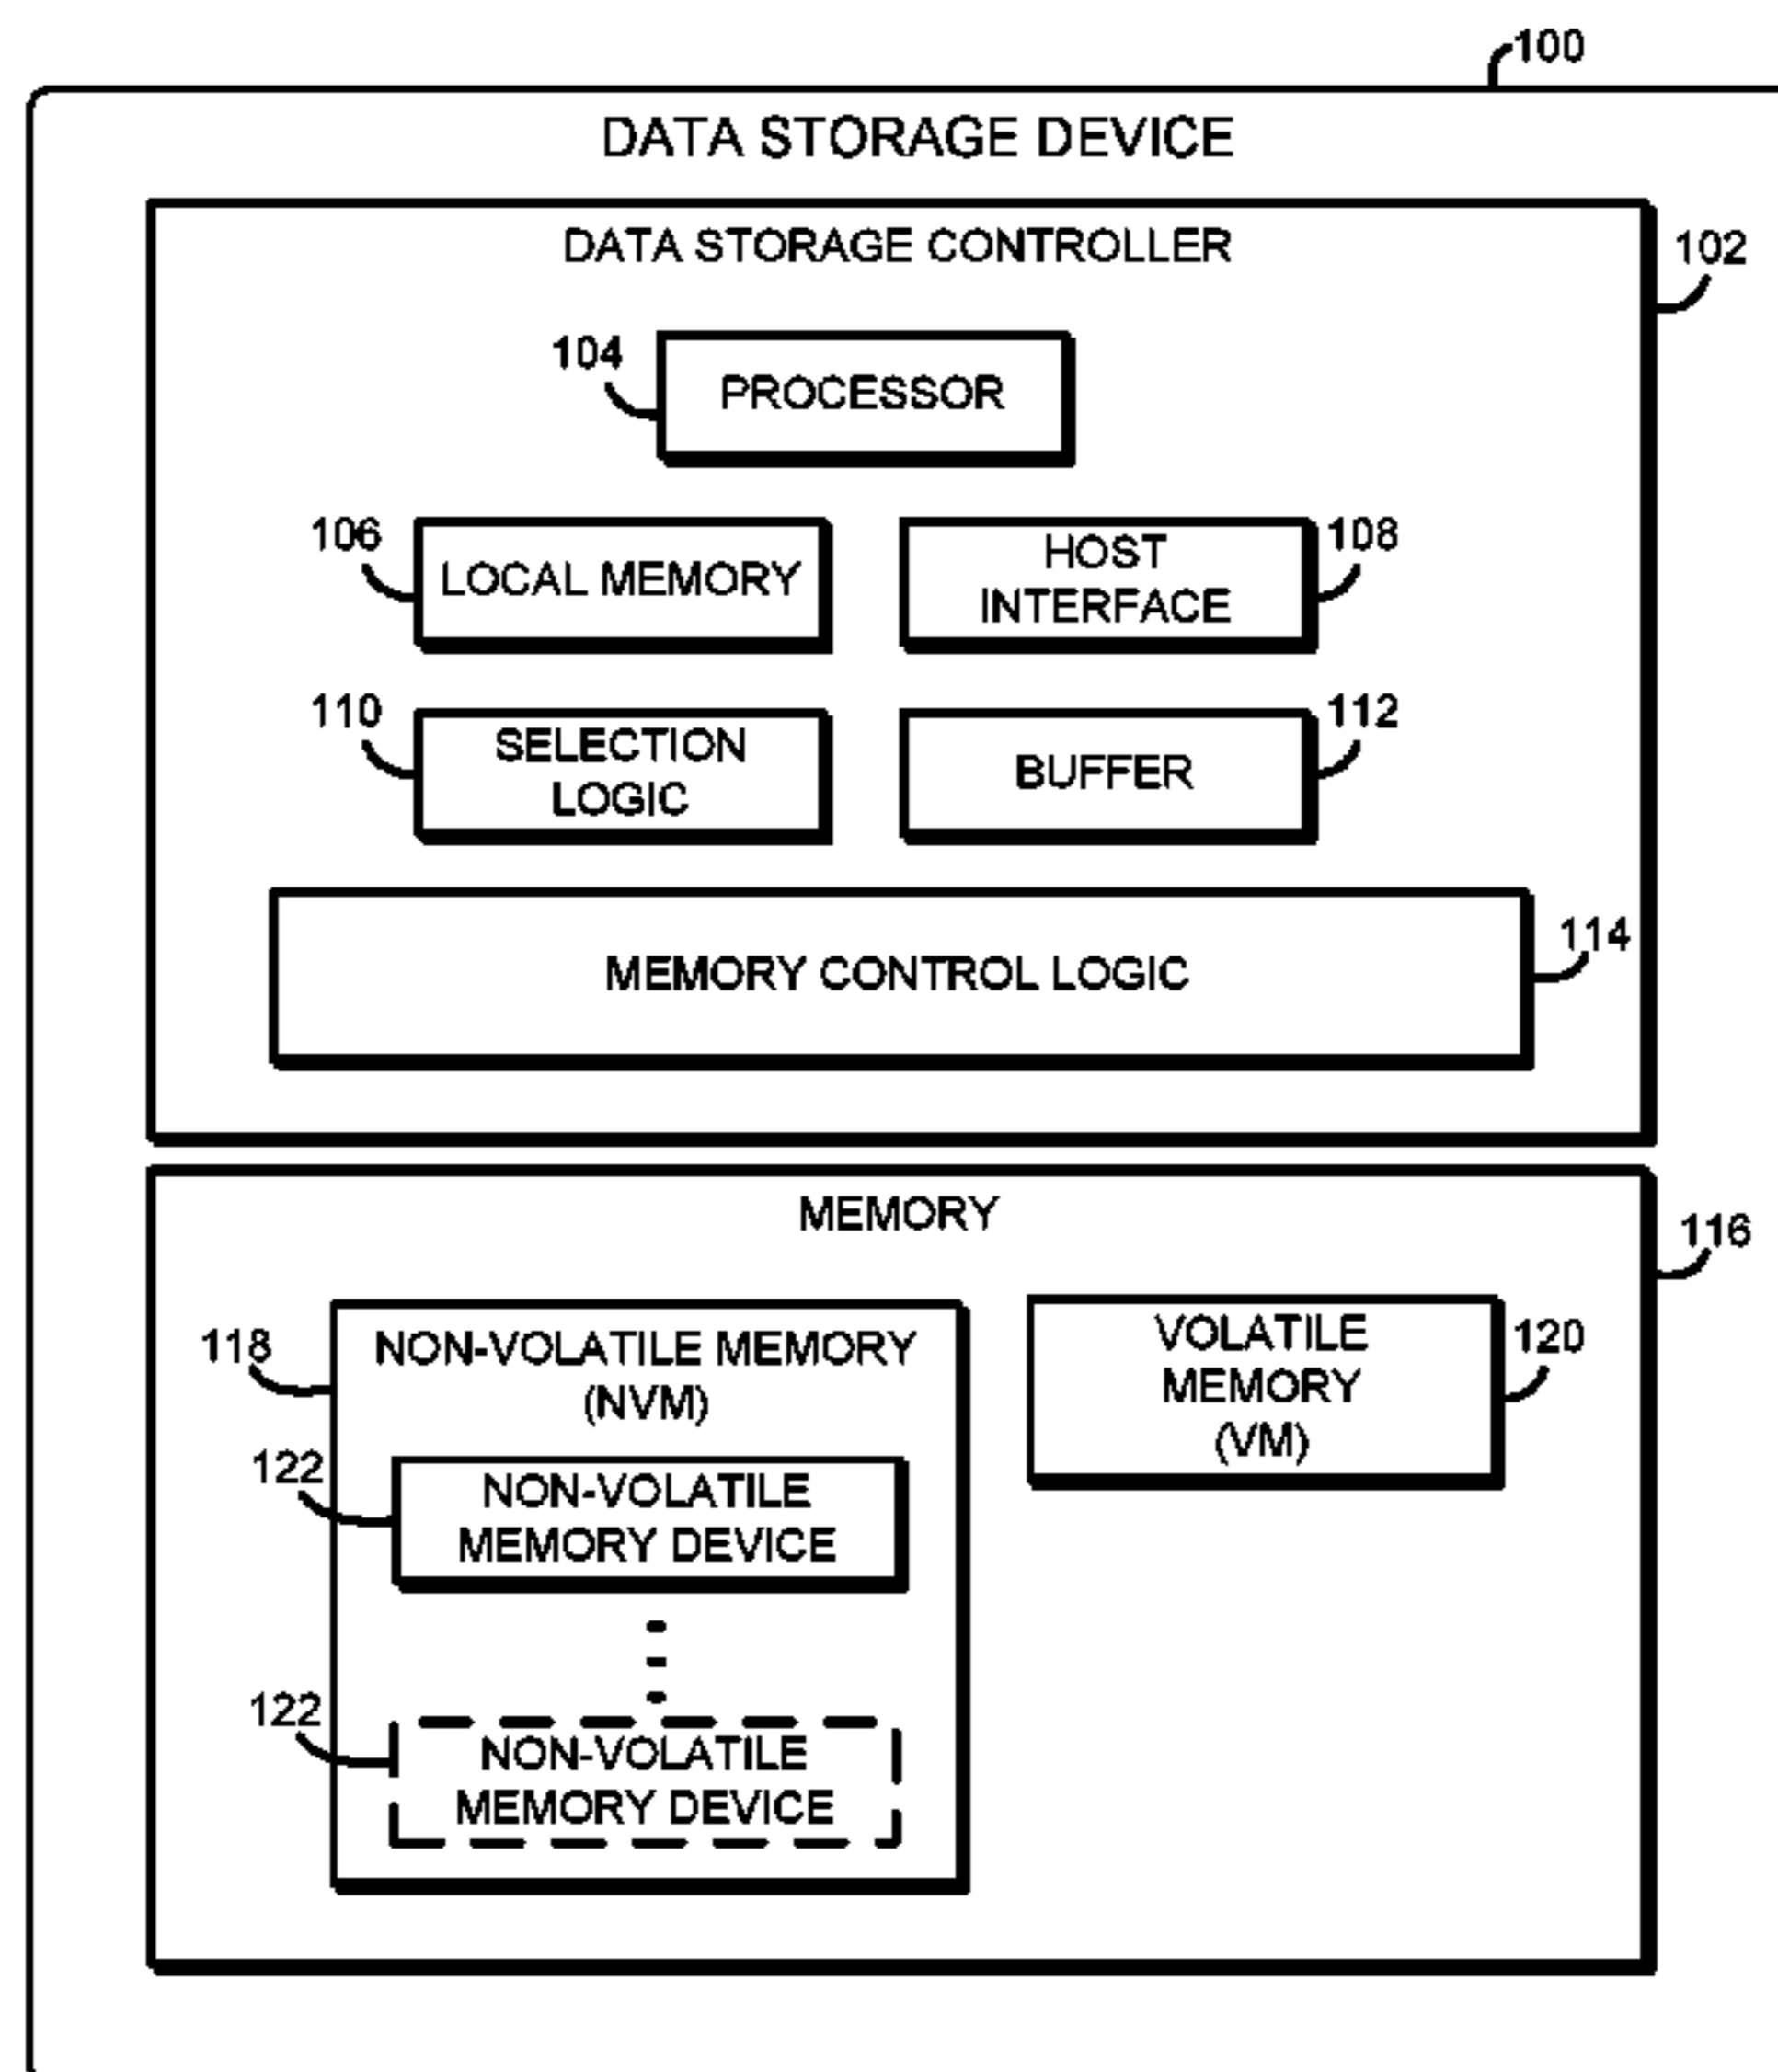 100
DATA STORAGE DEVICE
DATA STORAGE CONTROLLER
102
104
PROCESSOR
106
LOCAL MEMORY
HOST
INTERFACE
108
110
SELECTION
LOGIC
BUFFER
112
MEMORY CONTROL LOGIC
114
MEMORY
116
118
NON-VOLATILE MEMORY
(NVM)
VOLATILE
MEMORY
(VM)
120
122
NON-VOLATILE
MEMORY DEVICE
122
NON-VOLATILE
MEMORY DEVICE